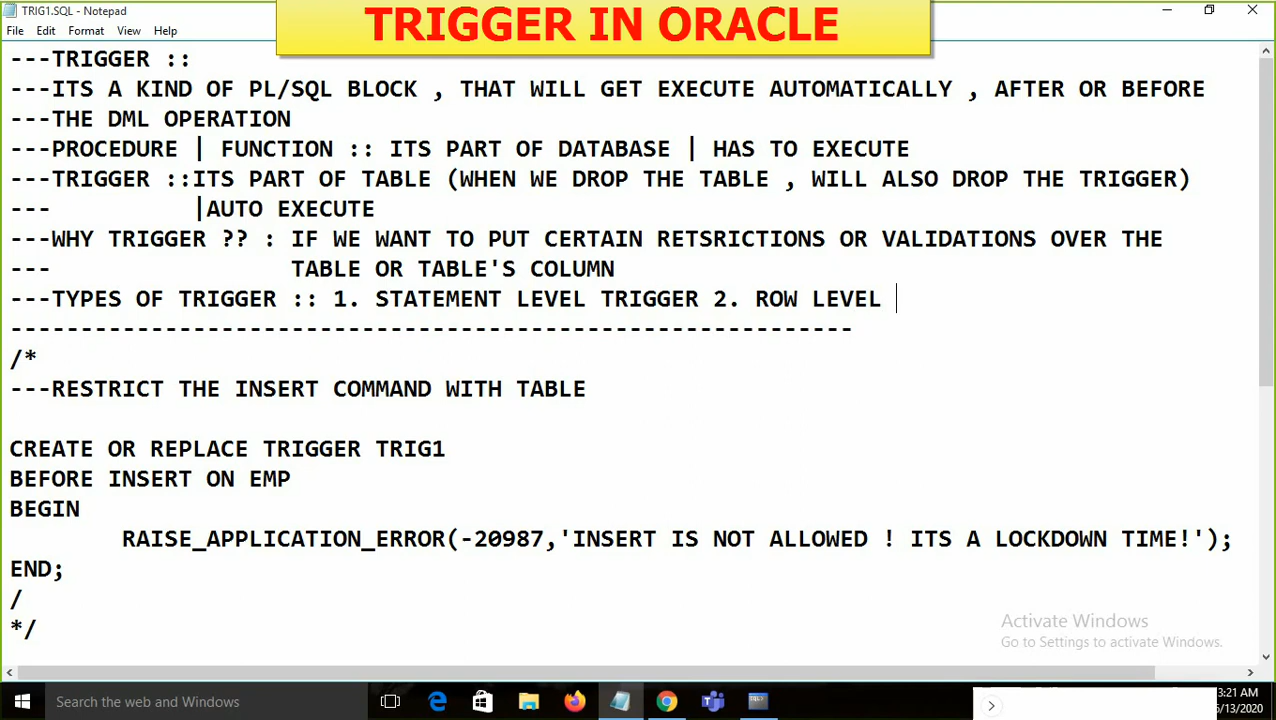 TRIG1.SQL - Notepad
TRIGGER IN ORACLE
File Edit Format View Help
---TRIGGER ::
---ITS A KIND OF PL/SQL BLOCK , THAT WILL GET EXECUTE AUTOMATICALLY , AFTER OR BEFORE
---THE DML OPERATION
---PROCEDURE | FUNCTION :: ITS PART OF DATABASE | HAS TO EXECUTE
---TRIGGER ::ITS PART OF TABLE (WHEN WE DROP THE TABLE , WILL ALSO DROP THE TRIGGER)
--- |AUTO EXECUTE
---WHY TRIGGER ?? : IF WE WANT TO PUT CERTAIN RETSRICTIONS OR VALIDATIONS OVER THE
--- TABLE OR TABLE'S COLUMN
---TYPES OF TRIGGER :: 1. STATEMENT LEVEL TRIGGER 2. ROW LEVEL
------------------------------------------------------------
/*
---RESTRICT THE INSERT COMMAND WITH TABLE
CREATE OR REPLACE TRIGGER TRIG1
BEFORE INSERT ON EMP
BEGIN
RAISE_APPLICATION_ERROR(-20987,'INSERT IS NOT ALLOWED ! ITS A LOCKDOWN TIME!');
END;
/
*/
Activate Windows
Go to Settings to activate Windows.
Search the web and Windows
3:21 AM
/13/2020